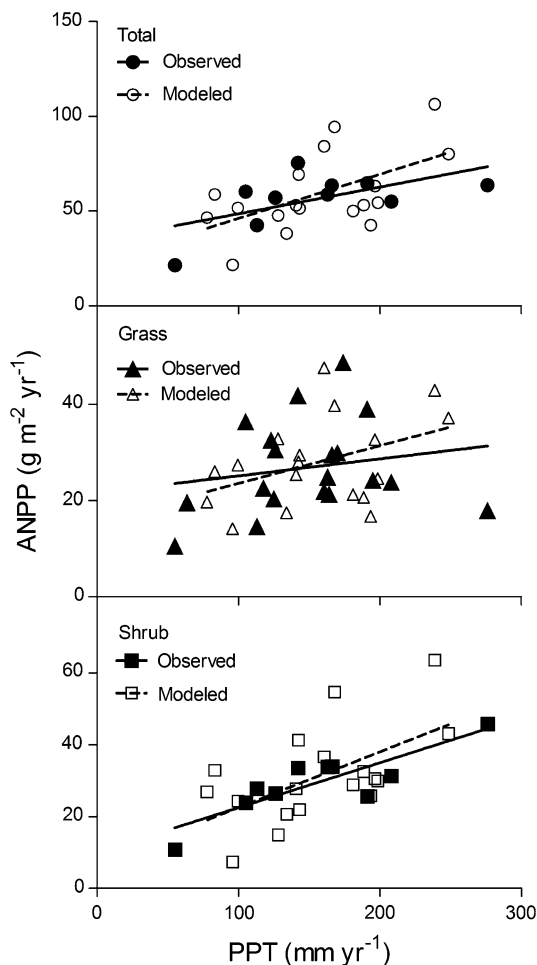 150
Total
Observed
Modeled
100
50
0
Grass
Observed
Modeled
40
20
0
ANPP (g m⁻² yr⁻¹)
Shrub
Observed
Modeled
60
40
20
0
0 100 200 300
PPT (mm yr⁻¹)